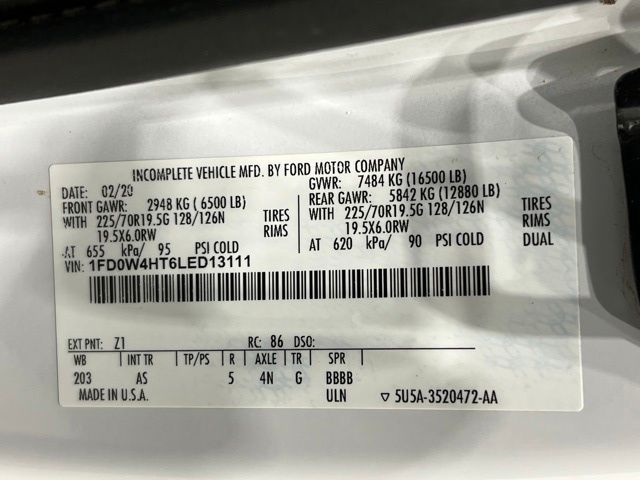 INCOMPLETE VEHICLE MFD. BY FORD MOTOR COMPANY
DATE: 02/20 GVWR: 7484 KG (16500 LB)
FRONT GAWR: 2948 KG ( 6500 LB) REAR GAWR: 5842 KG (12880 LB)
WITH 225/70R19.5G 128/126N TIRES WITH 225/70R19.5G 128/126N TIRES
19.5X6.0RW RIMS 19.5X6.0RW RIMS
AT 655 kPa/ 95 PSI COLD AT 620 kPa/ 90 PSI COLD DUAL
VIN: 1FD0W4HT6LED13111
EXT PNT: Z1 RC: 86 DSO:
WB INT TR TP/PS R AXLE TR SPR
203 AS 5 4N G BBBB
MADE IN U.S.A. ULN ▽ 5U5A-3520472-AA